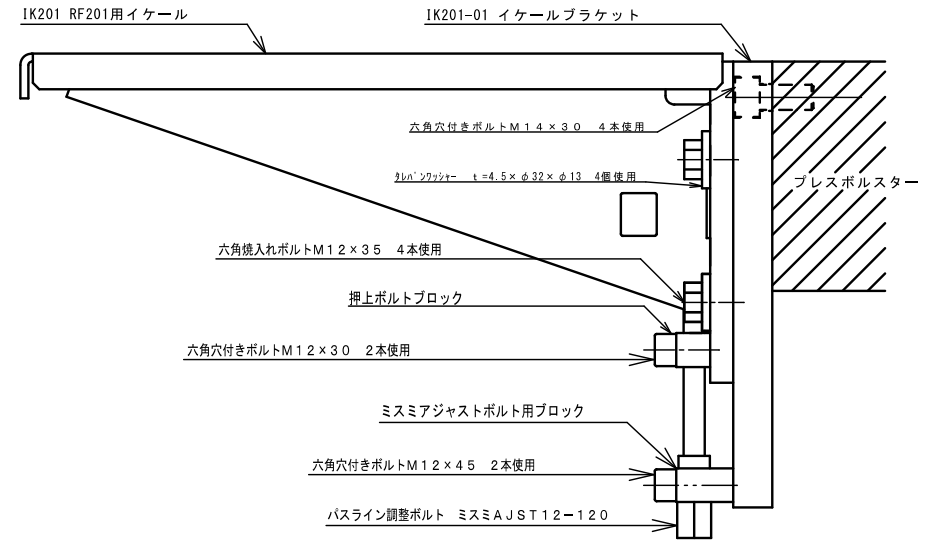 IK201 RF201用イケール
IK201-01 イケールブラケット
六角穴付きボルトM14×30 4本使用
ﾀﾚﾊﾟﾝﾜｯｼｬｰ t=4.5×φ32×φ13 4個使用
プレスボルスター
六角焼入れボルトM12×35 4本使用
押上ボルトブロック
六角穴付きボルトM12×30 2本使用
ミスミアジャストボルト用ブロック
六角穴付きボルトM12×45 2本使用
パスライン調整ボルト ミスミAJST12-120